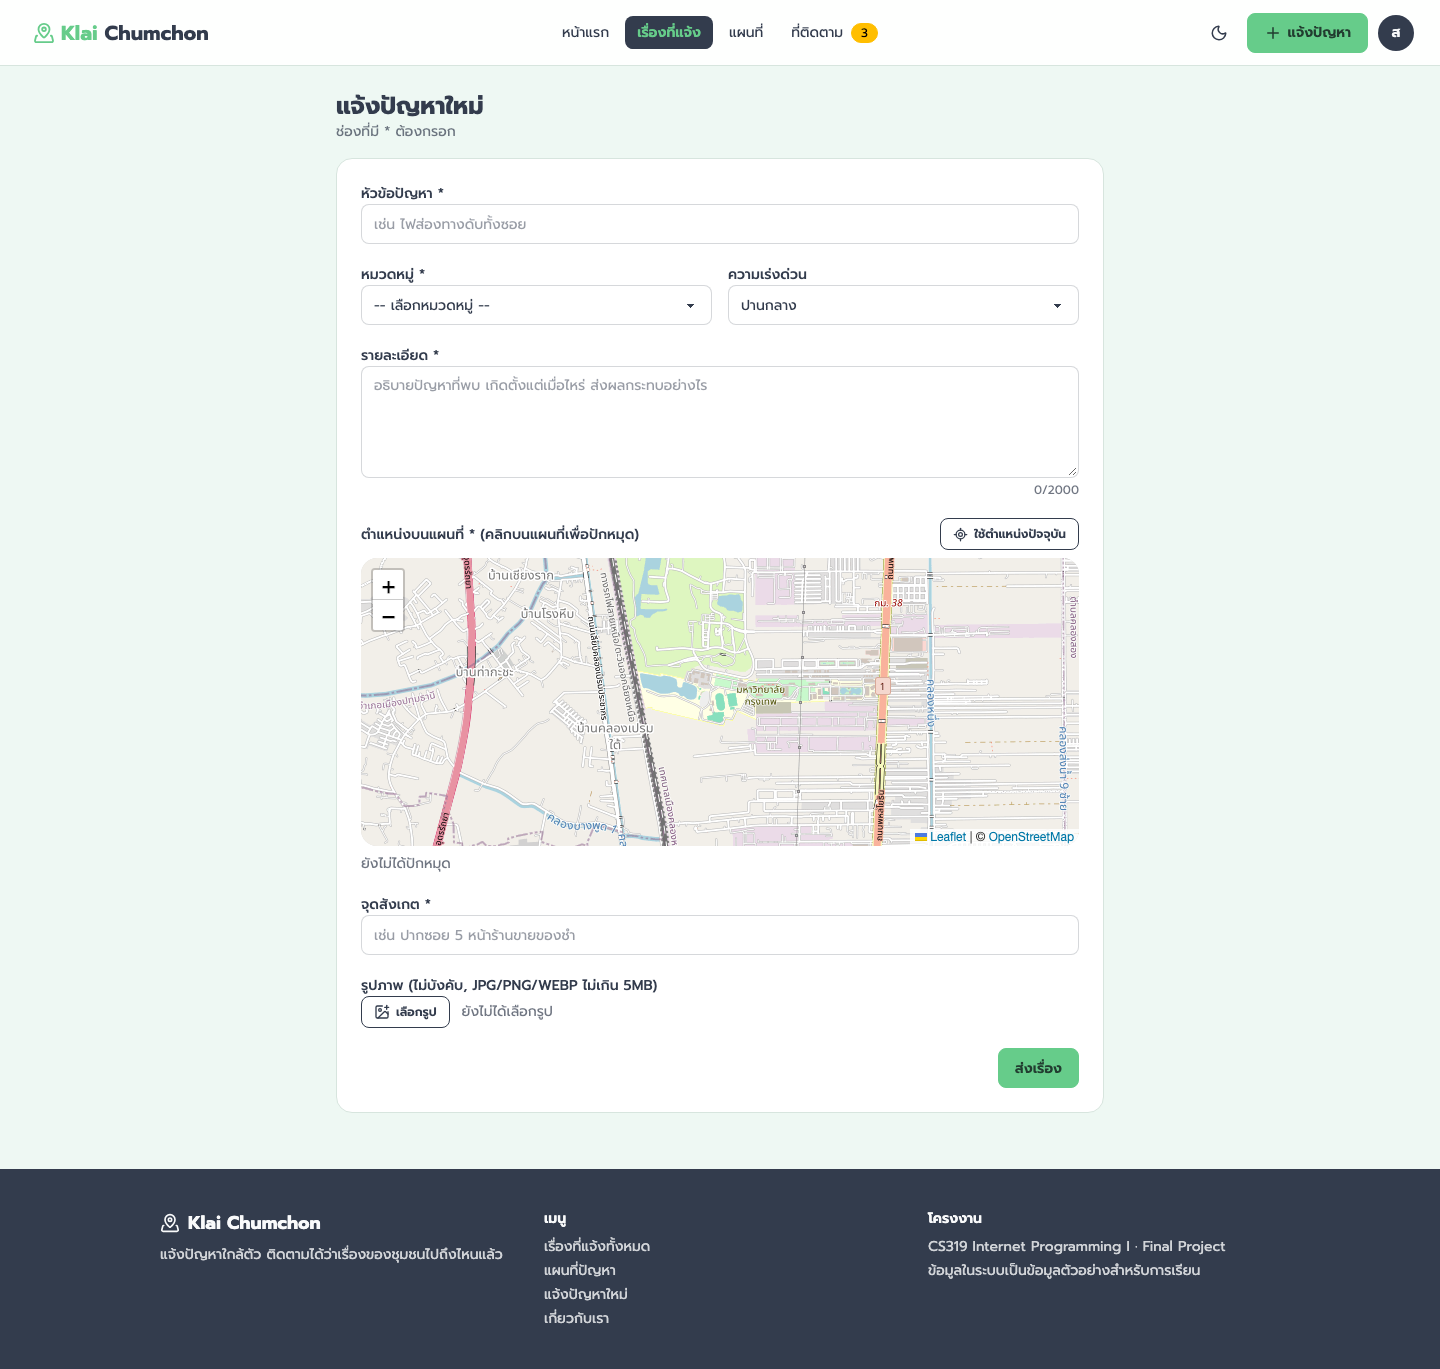 Klai Chumchon
หน้าแรก
เรื่องที่แจ้ง
แผนที่
ที่ติดตาม 3
แจ้งปัญหา
ส
แจ้งปัญหาใหม่
ช่องที่มี * ต้องกรอก
หัวข้อปัญหา *
เช่น ไฟส่องทางดับทั้งซอย
หมวดหมู่ *
-- เลือกหมวดหมู่ --
ความเร่งด่วน
ปานกลาง
รายละเอียด *
อธิบายปัญหาที่พบ เกิดตั้งแต่เมื่อไหร่ ส่งผลกระทบอย่างไร
0/2000
ตำแหน่งบนแผนที่ * (คลิกบนแผนที่เพื่อปักหมุด)
ใช้ตำแหน่งปัจจุบัน
+
−
บ้านเชียงราก
บ้านโรงหีบ
กม. 38
บ้านท่ากะชะ
มหาวิทยาลัย
กรุงเทพ
1
บ้านคลองเปรม
ใต้
คลองบางพูด
ถนนพหลโยธิน
Leaflet | © OpenStreetMap
ยังไม่ได้ปักหมุด
จุดสังเกต *
เช่น ปากซอย 5 หน้าร้านขายของชำ
รูปภาพ (ไม่บังคับ, JPG/PNG/WEBP ไม่เกิน 5MB)
เลือกรูป
ยังไม่ได้เลือกรูป
ส่งเรื่อง
Klai Chumchon
แจ้งปัญหาใกล้ตัว ติดตามได้ว่าเรื่องของชุมชนไปถึงไหนแล้ว
เมนู
เรื่องที่แจ้งทั้งหมด
แผนที่ปัญหา
แจ้งปัญหาใหม่
เกี่ยวกับเรา
โครงงาน
CS319 Internet Programming I · Final Project
ข้อมูลในระบบเป็นข้อมูลตัวอย่างสำหรับการเรียน